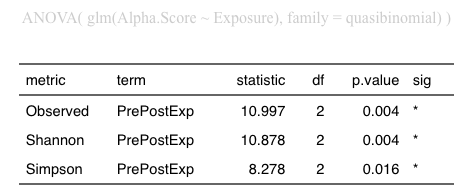 ANOVA( glm(Alpha.Score ~ Exposure), family = quasibinomial) )
metric term statistic df p.value sig
Observed PrePostExp 10.997 2 0.004 *
Shannon PrePostExp 10.878 2 0.004 *
Simpson PrePostExp 8.278 2 0.016 *